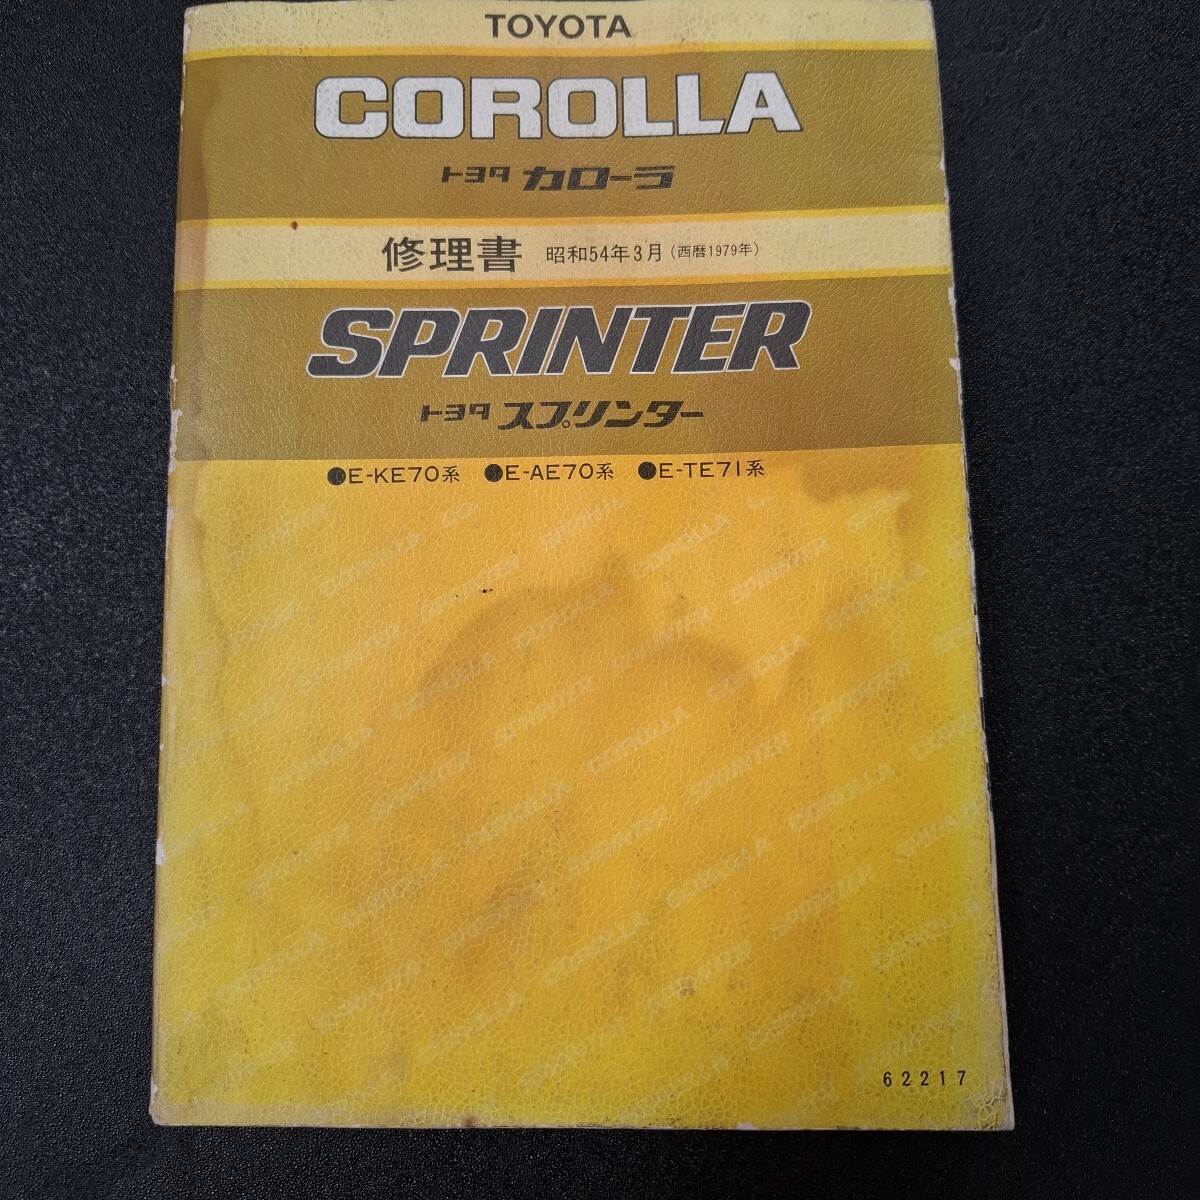 TOYOTA
COROLLA
トヨタ カローラ
修理書 昭和54年3月(西暦1979年)
SPRINTER
トヨタ スプリンター
●E-KE70系 ●E-AE70系 ●E-TE71系
62217